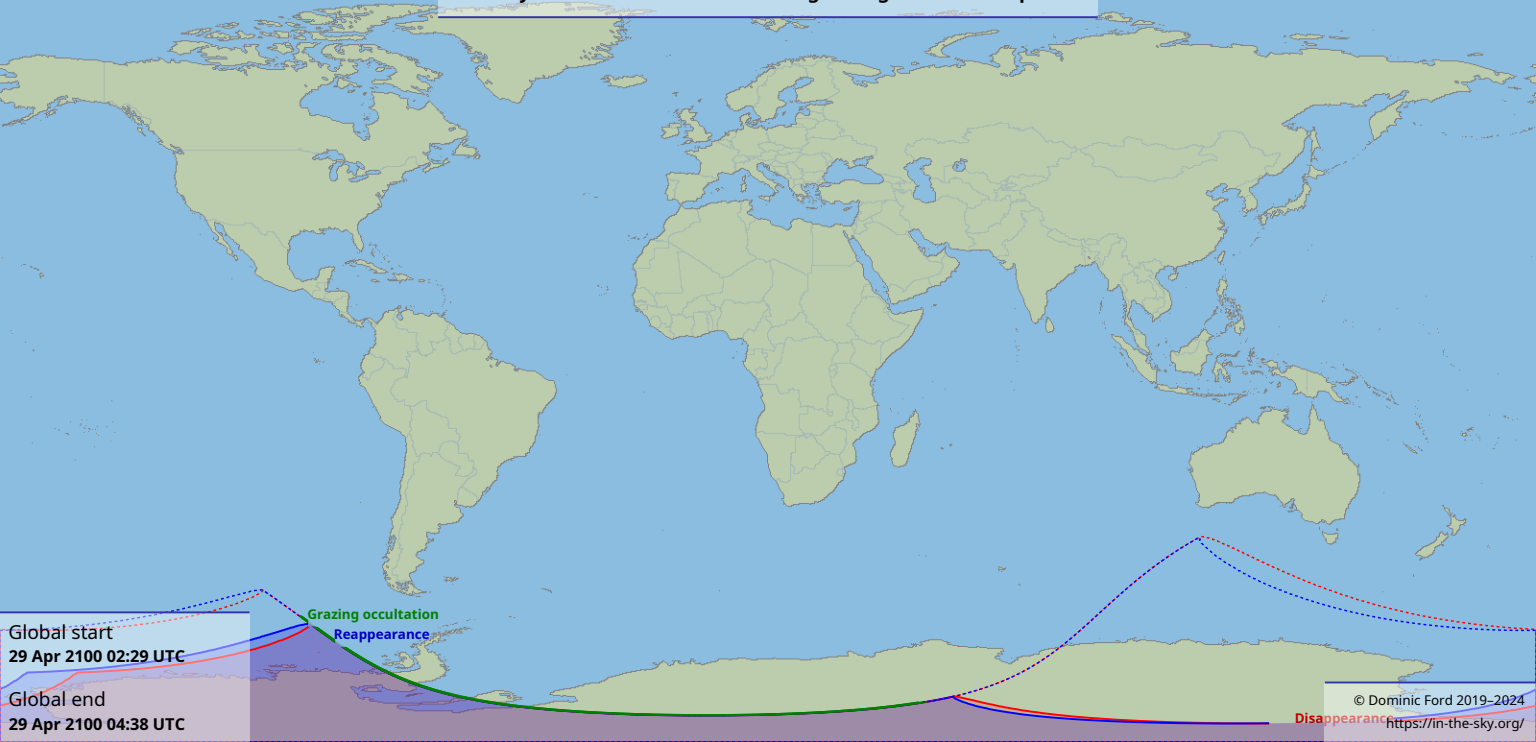 Grazing occultation
Reappearance
Global start
29 Apr 2100 02:29 UTC
Global end
29 Apr 2100 04:38 UTC
Disappearance
© Dominic Ford 2019–2024
https://in-the-sky.org/